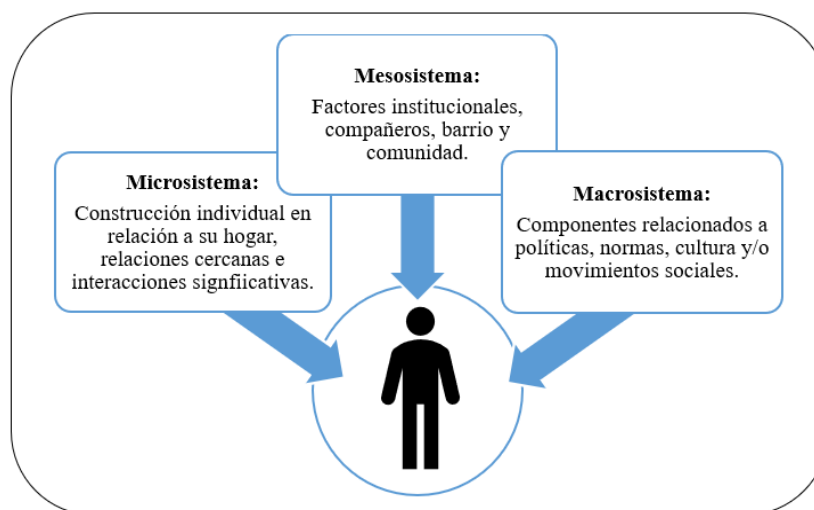 Mesosistema:
Factores institucionales,
compañeros, barrio y
comunidad.
Microsistema:
Construcción individual en
relación a su hogar,
relaciones cercanas e
interacciones signfiicativas.
Macrosistema:
Componentes relacionados a
políticas, normas, cultura y/o
movimientos sociales.